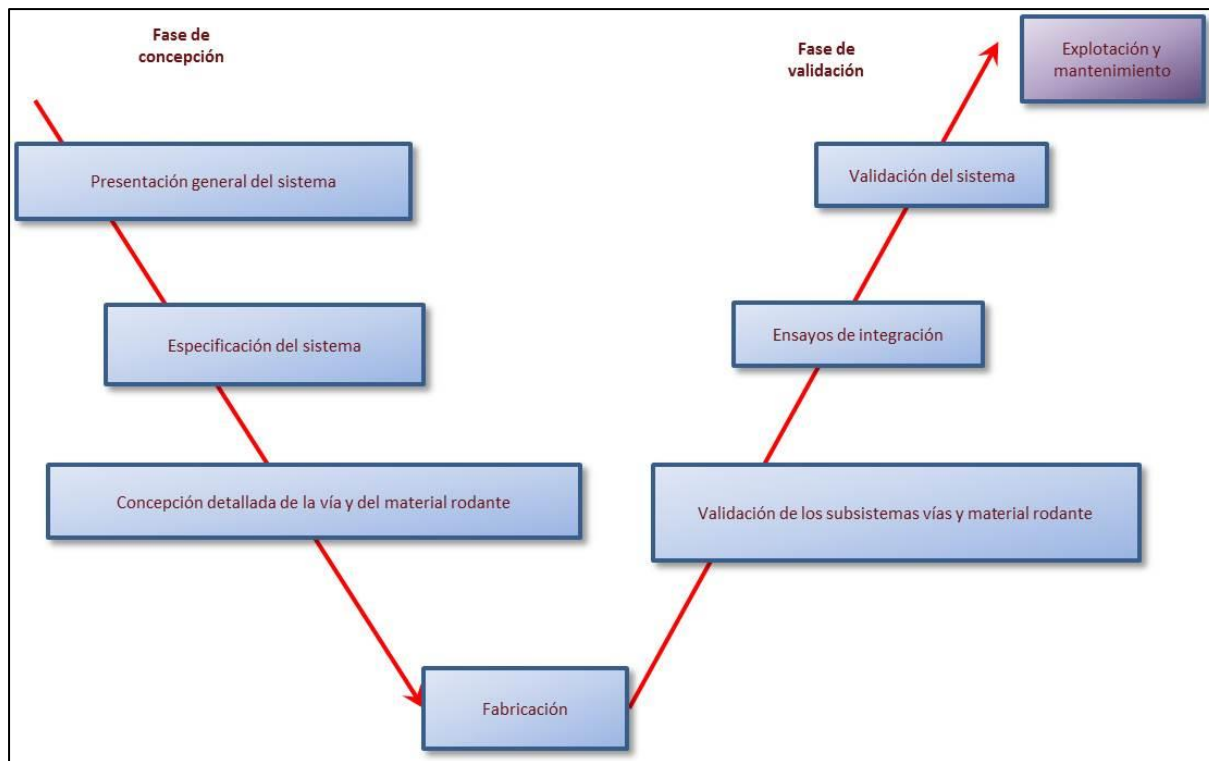 Fase de
concepción
Fase de
validación
Explotación y
mantenimiento
Presentación general del sistema
Validación del sistema
Especificación del sistema
Ensayos de integración
Concepción detallada de la vía y del material rodante
Validación de los subsistemas vías y material rodante
Fabricación